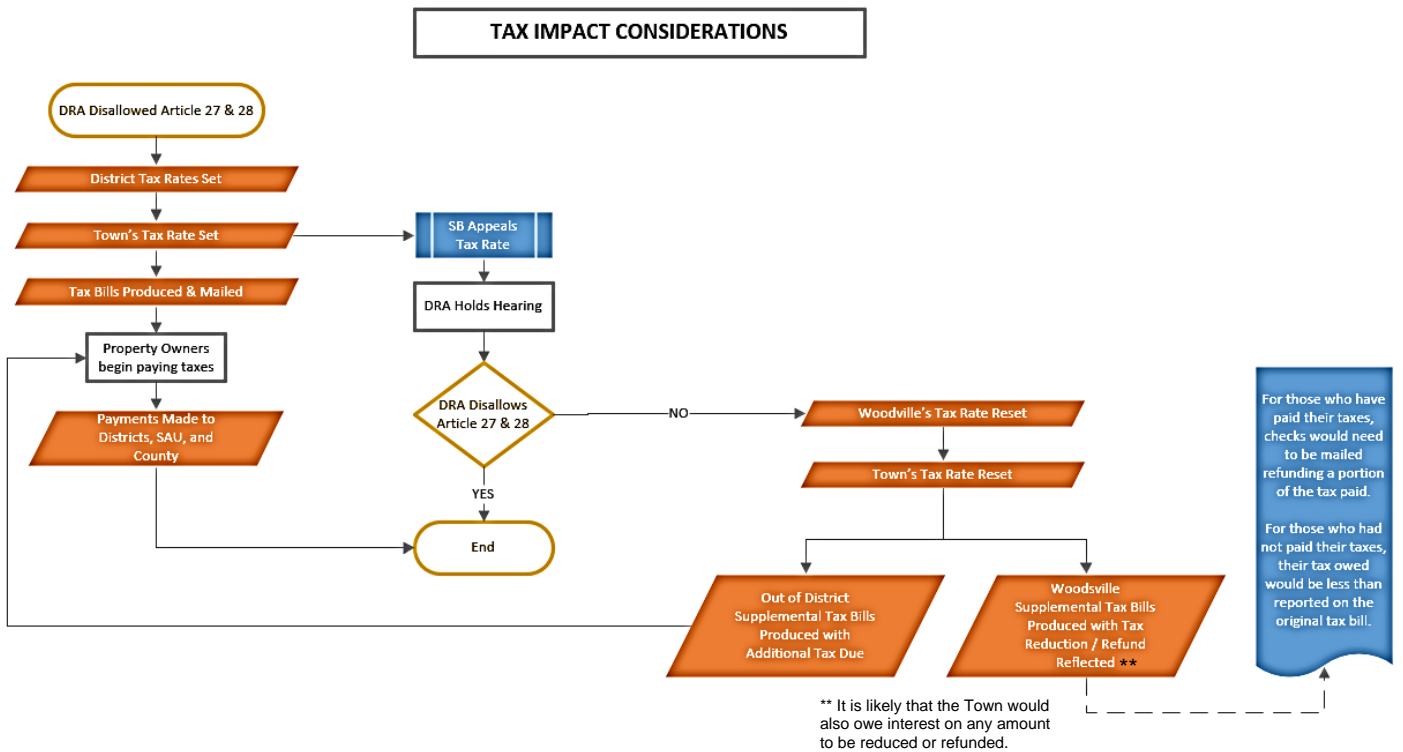 TAX IMPACT CONSIDERATIONS
DRA Disallowed Article 27 & 28
District Tax Rates Set
Town's Tax Rate Set
Tax Bills Produced & Mailed
Property Owners
begin paying taxes
Payments Made to
Districts, SAU, and
County
SB Appeals
Tax Rate
DRA Holds Hearing
DRA Disallows
Article 27 & 28
NO
YES
End
Woodville's Tax Rate Reset
Town's Tax Rate Reset
Out of District
Supplemental Tax Bills
Produced with
Additional Tax Due
Woodsville
Supplemental Tax Bills
Produced with Tax
Reduction / Refund
Reflected **
For those who have
paid their taxes,
checks would need
to be mailed
refunding a portion
of the tax paid.
For those who had
not paid their taxes,
their tax owed
would be less than
reported on the
original tax bill.
** It is likely that the Town would
also owe interest on any amount
to be reduced or refunded.